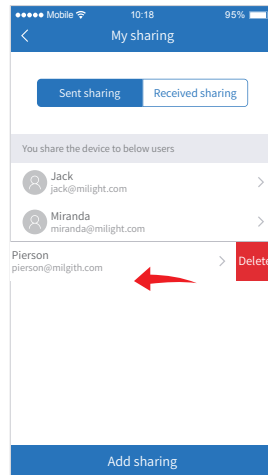 Mobile 10:18 95%
My sharing
Sent sharing Received sharing
You share the device to below users
Jack
jack@milight.com
Miranda
miranda@milight.com
Pierson
pierson@milgith.com
Delete
Add sharing